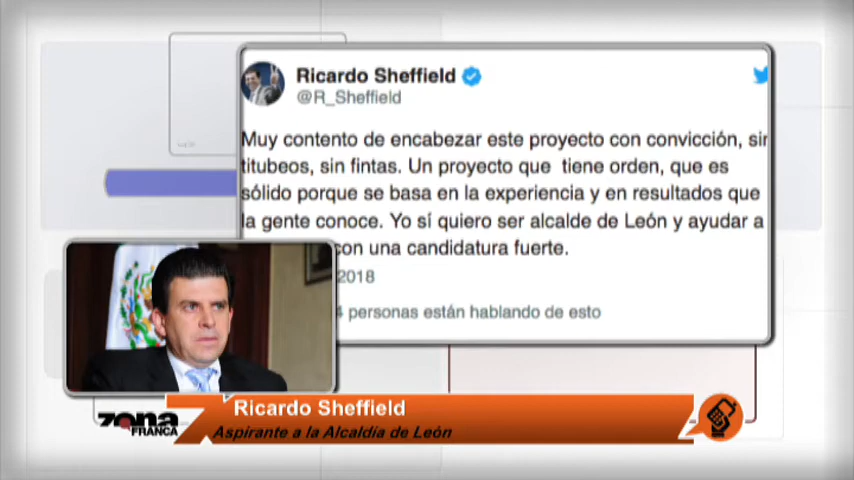 Ricardo Sheffield
@R_Sheffield
Muy contento de encabezar este proyecto con convicción, sin
titubeos, sin fintas. Un proyecto que tiene orden, que es
sólido porque se basa en la experiencia y en resultados que
la gente conoce. Yo sí quiero ser alcalde de León y ayudar a
con una candidatura fuerte.
2018
4 personas están hablando de esto
Ricardo Sheffield
Aspirante a la Alcaldía de León
zona
FRANCA